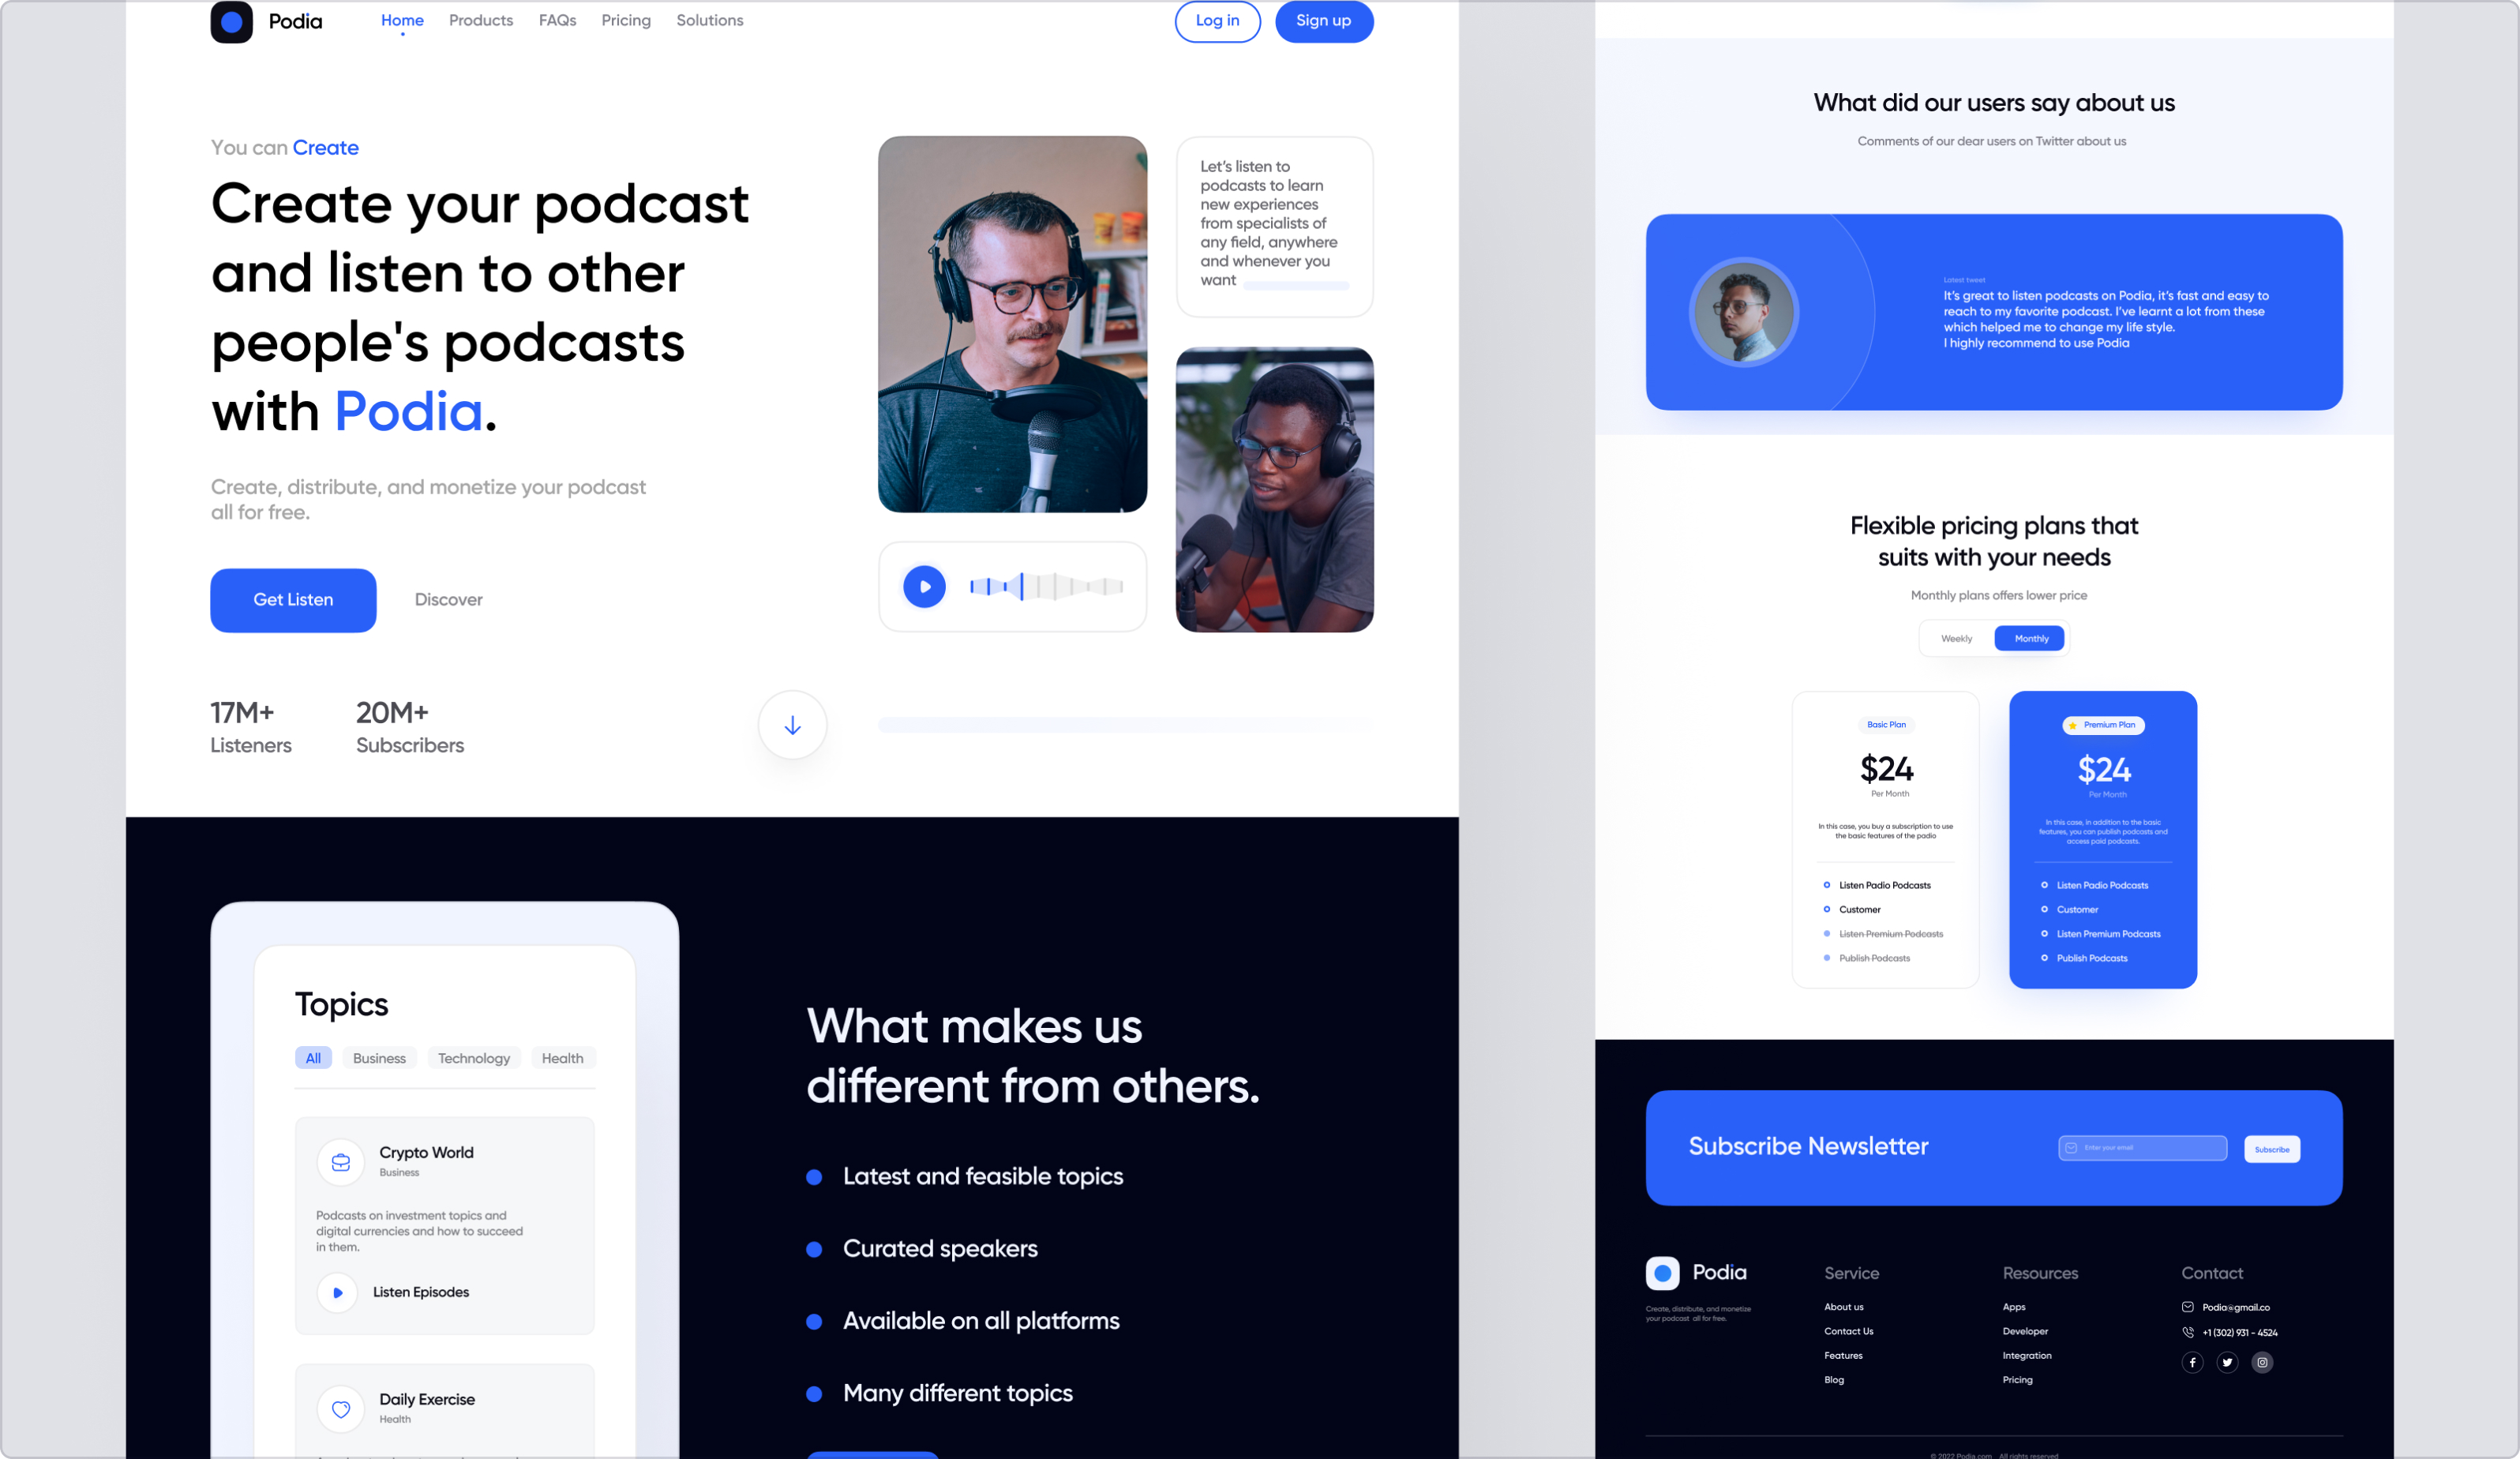 Podia
Home
Products
FAQs
Pricing
Solutions
Log in
Sign up
You can Create
Create your podcast
and listen to other
people's podcasts
with Podia.
Create, distribute, and monetize your podcast
all for free.
Get Listen
Discover
17M+
Listeners
20M+
Subscribers
Let’s listen to
podcasts to learn
new experiences
from specialists of
any field, anywhere
and whenever you
want
Topics
All
Business
Technology
Health
Crypto World
Business
Podcasts on investment topics and
digital currencies and how to succeed
in them.
Listen Episodes
Daily Exercise
Health
What makes us
different from others.
Latest and feasible topics
Curated speakers
Available on all platforms
Many different topics
What did our users say about us
Comments of our dear users on Twitter about us
Latest tweet
It’s great to listen podcasts on Podia, it’s fast and easy to
reach to my favorite podcast. I’ve learnt a lot from these
which helped me to change my life style.
I highly recommend to use Podia
Flexible pricing plans that
suits with your needs
Monthly plans offers lower price
Weekly
Monthly
Basic Plan
$24
Per Month
In this case, you buy a subscription to use
the basic features of the padio
Listen Padio Podcasts
Customer
Listen Premium Podcasts
Publish Podcasts
Premium Plan
$24
Per Month
In this case, in addition to the basic
features, you can publish podcasts and
access paid podcasts.
Listen Padio Podcasts
Customer
Listen Premium Podcasts
Publish Podcasts
Subscribe Newsletter
Enter your email
Subscribe
Podia
Create, distribute, and monetize
your podcast all for free.
Service
About us
Contact Us
Features
Blog
Resources
Apps
Developer
Integration
Pricing
Contact
Podia@gmail.co
+1 (302) 931 - 4524
© 2022 Podia.com All rights reserved